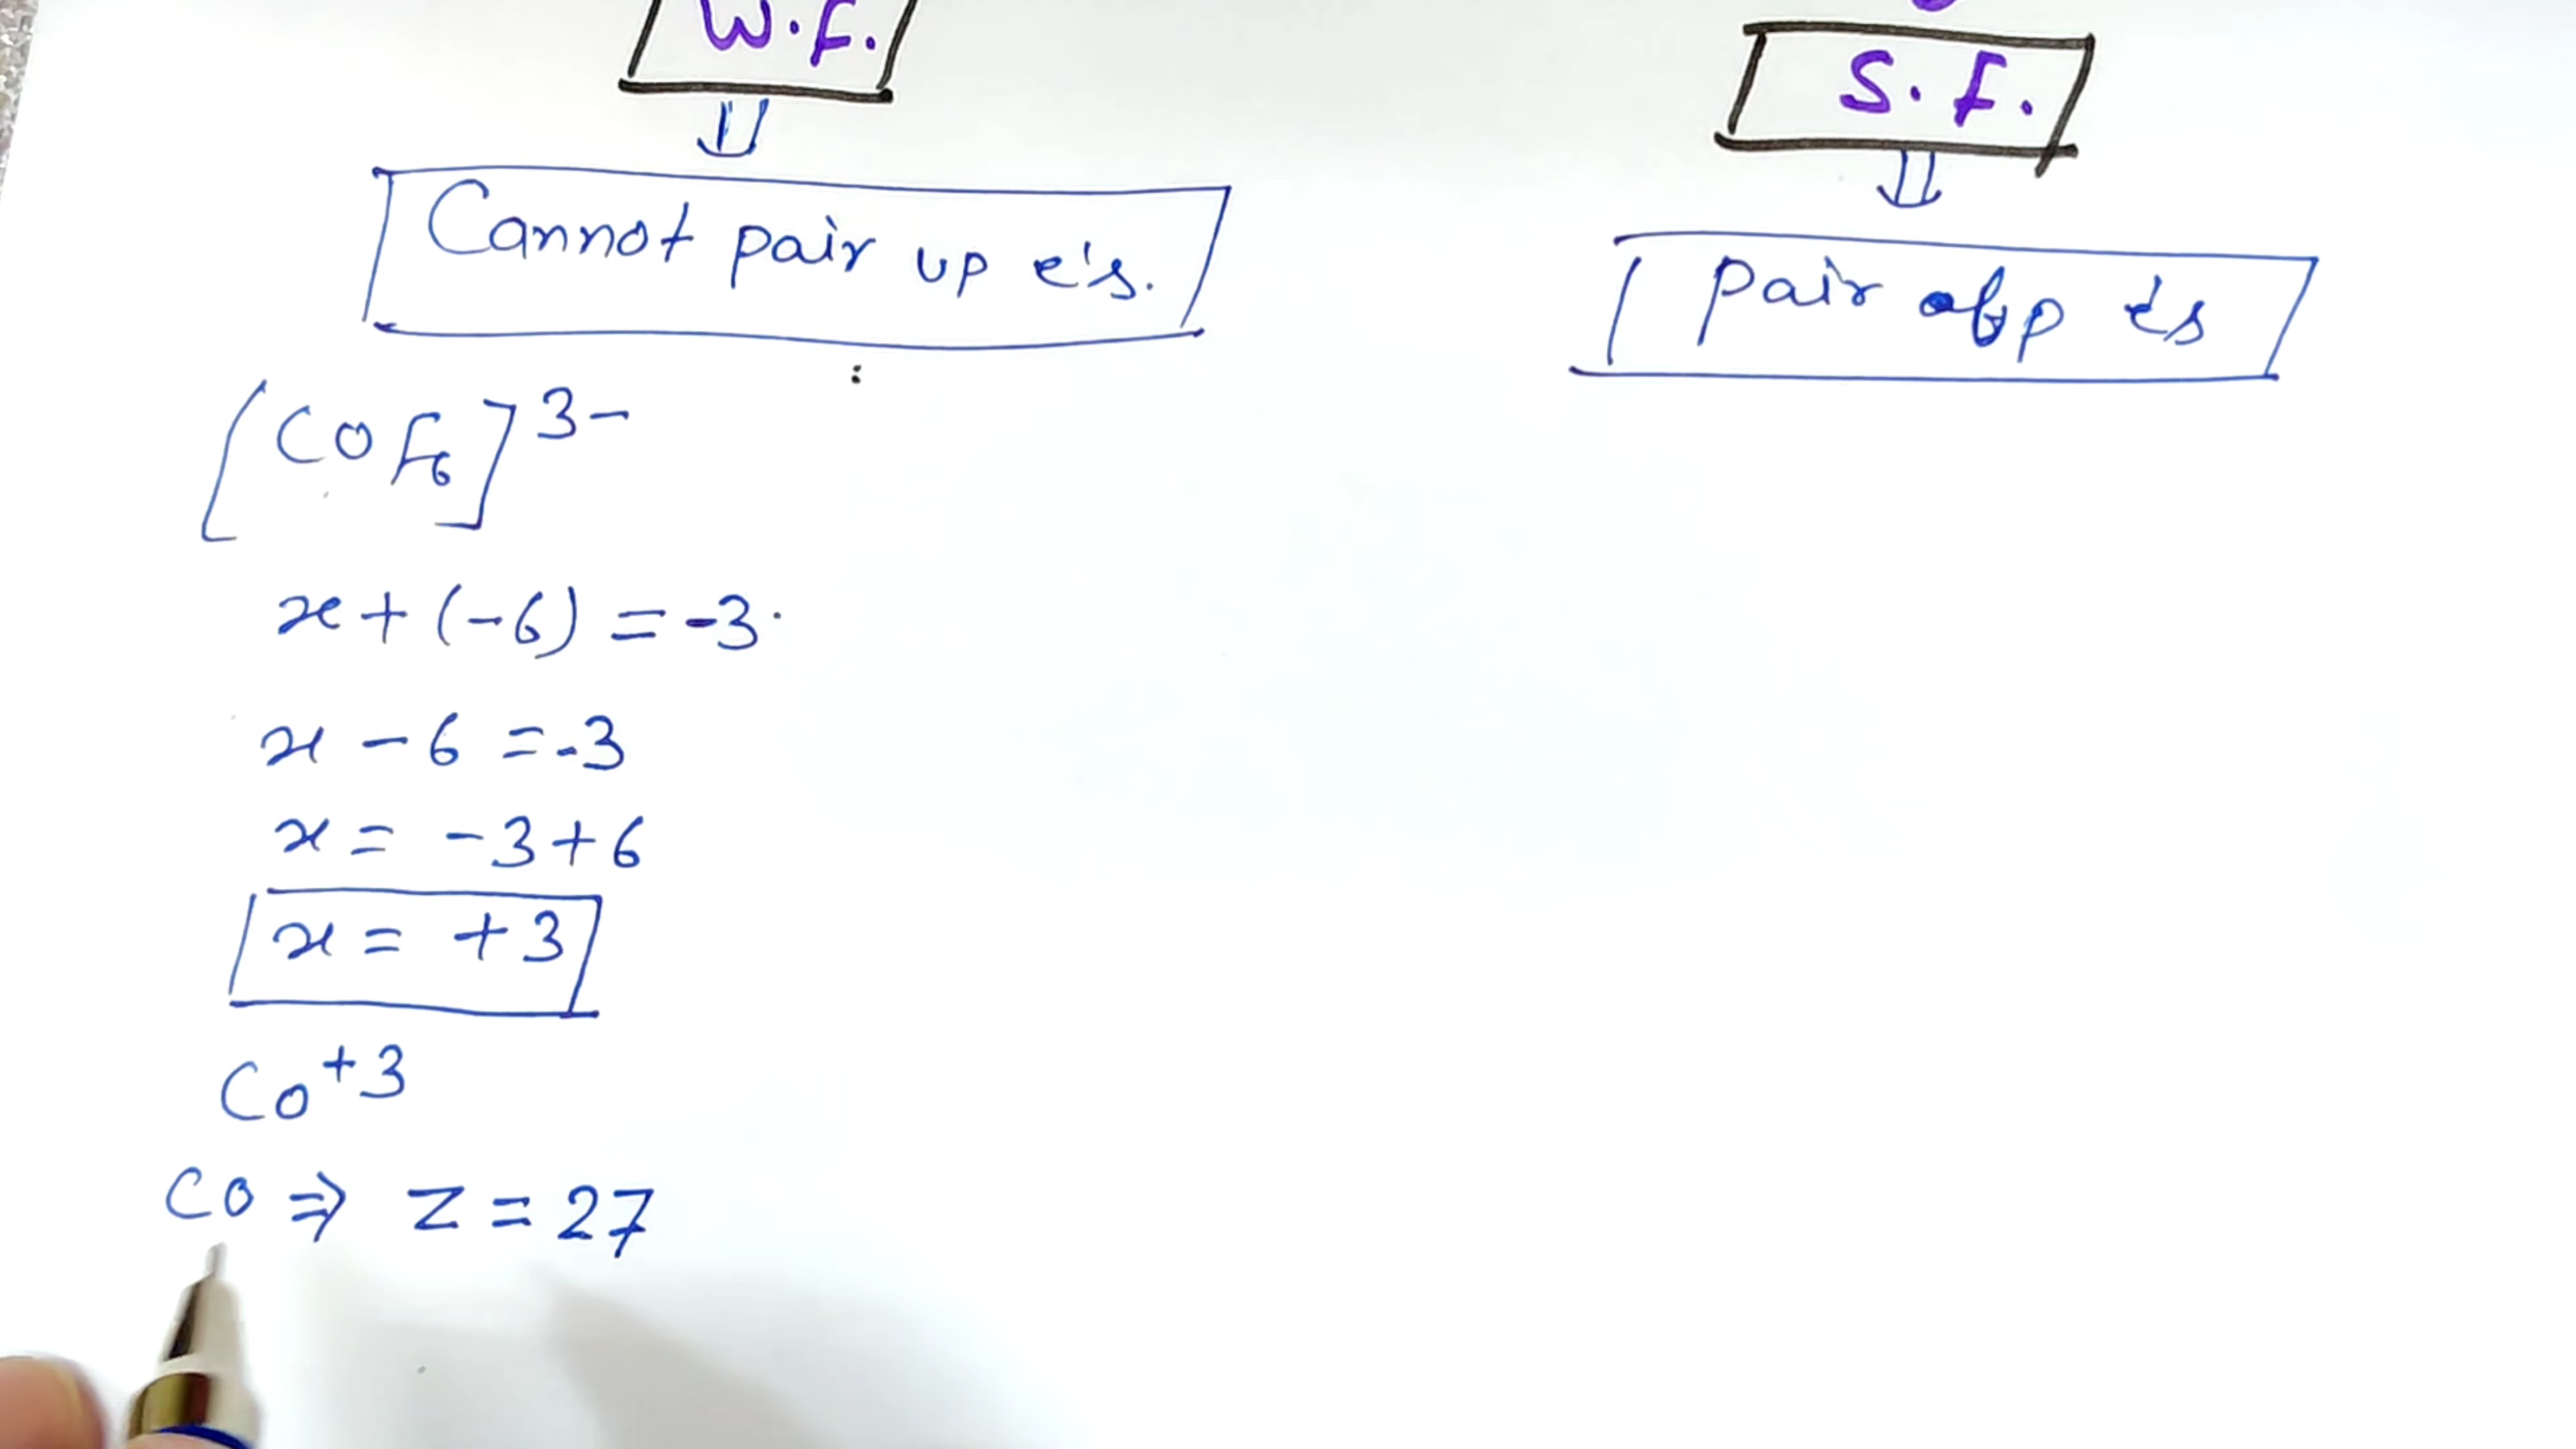 W.F.
Cannot pair up e's.
[CoF6]3-
x + (-6) = -3
x - 6 = -3
x = -3+6
x = +3
Co+3
Co ⇒ Z = 27
S.F.
Pair up e's